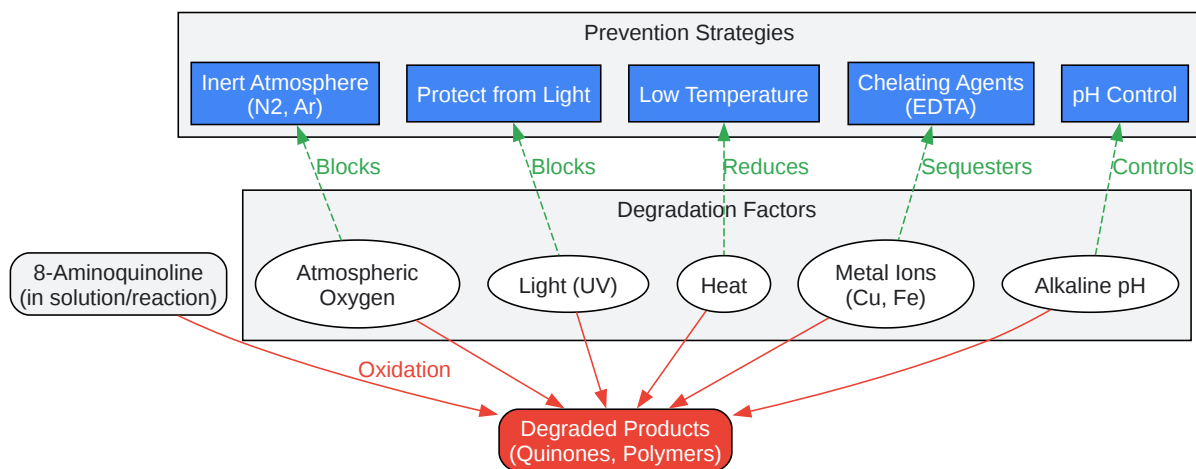 Prevention Strategies
Inert Atmosphere
(N2, Ar)
Protect from Light
Low Temperature
Chelating Agents
(EDTA)
pH Control
Blocks
Blocks
Reduces
Sequesters
Controls
Degradation Factors
8-Aminoquinoline
(in solution/reaction)
Atmospheric
Oxygen
Light (UV)
Heat
Metal Ions
(Cu, Fe)
Alkaline pH
Oxidation
Degraded Products
(Quinones, Polymers)